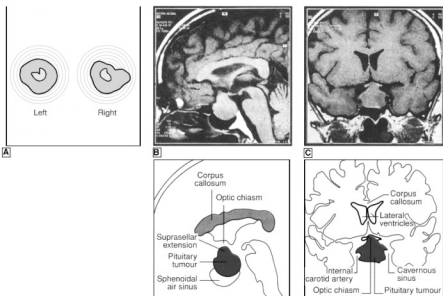 Left
Right
A
B
C
Corpus
callosum
Optic chiasm
Suprasellar
extension
Pituitary
tumour
Sphenoidal
air sinus
Corpus
callosum
Lateral
ventricles
Internal
carotid artery
Cavernous
sinus
Optic chiasm
Pituitary tumour